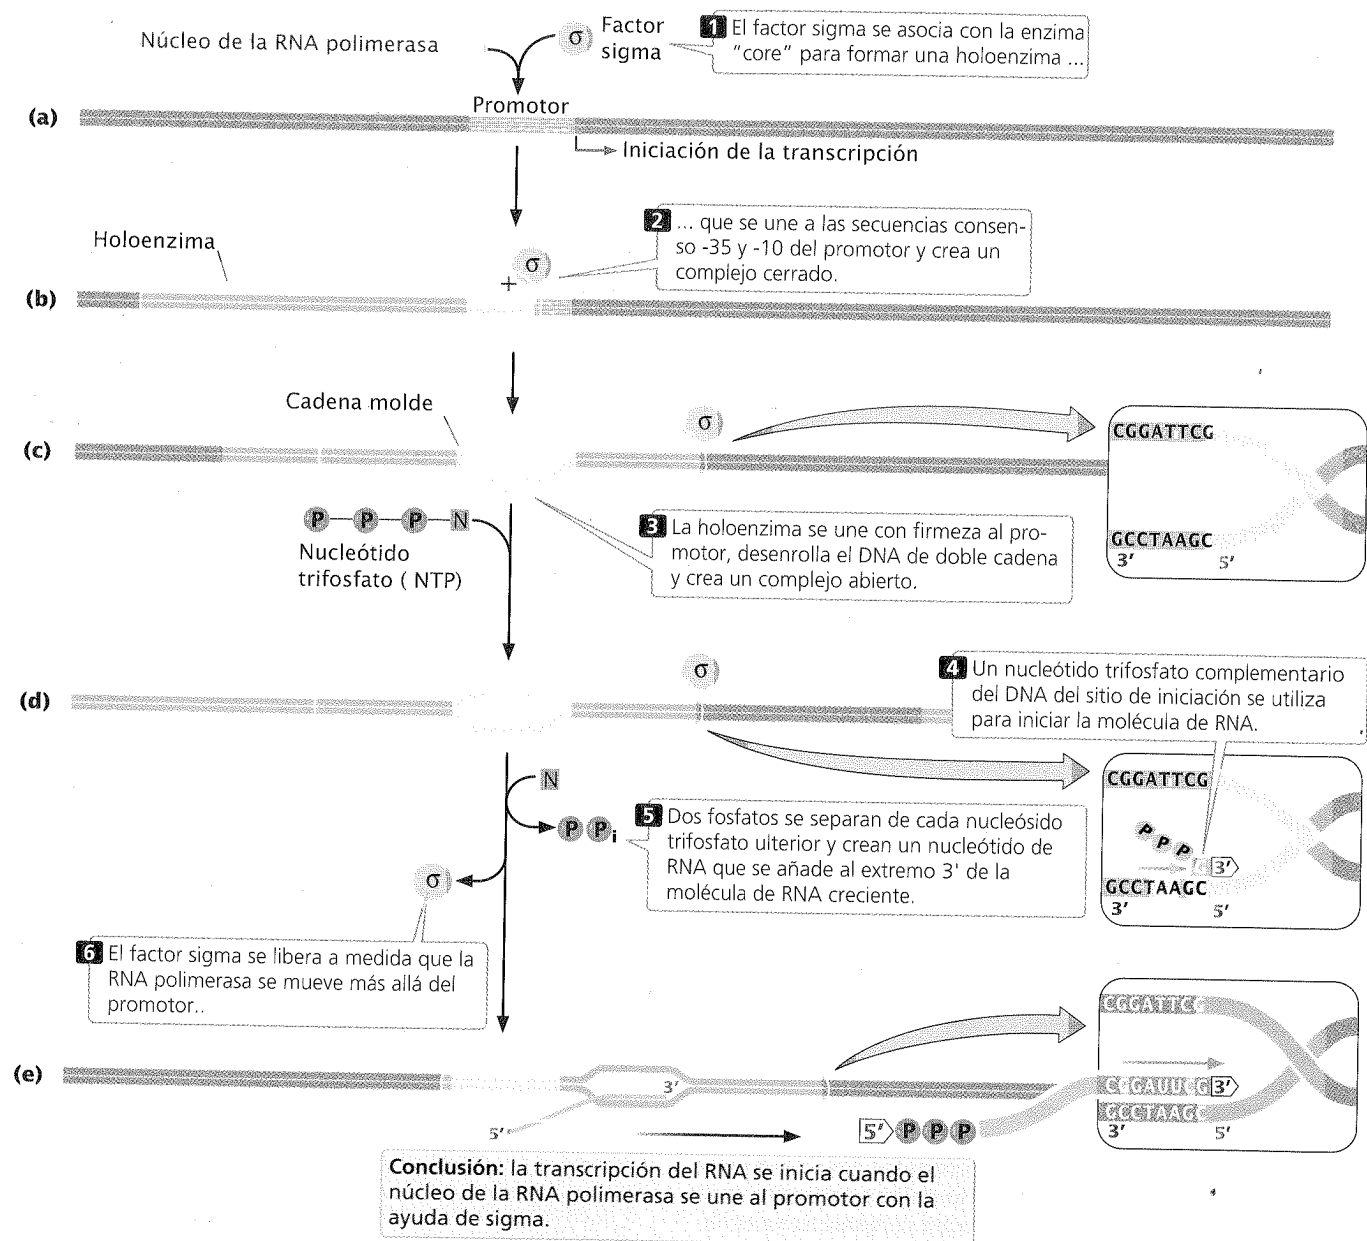 Núcleo de la RNA polimerasa
σ
Factor
sigma
1 El factor sigma se asocia con la enzima
"core" para formar una holoenzima ...
(a)
Promotor
Iniciación de la transcripción
2 ... que se une a las secuencias consen-
so -35 y -10 del promotor y crea un
complejo cerrado.
Holoenzima
σ
+
(b)
Cadena molde
σ
(c)
CGGATTCG
GCCTAAGC
3' 5'
P P P N
Nucleótido
trifosfato ( NTP)
3 La holoenzima se une con firmeza al pro-
motor, desenrolla el DNA de doble cadena
y crea un complejo abierto.
4 Un nucleótido trifosfato complementario
del DNA del sitio de iniciación se utiliza
para iniciar la molécula de RNA.
σ
(d)
CGGATTCG
P P P
3'
GCCTAAGC
3' 5'
N
P P i
5 Dos fosfatos se separan de cada nucleósido
trifosfato ulterior y crean un nucleótido de
RNA que se añade al extremo 3' de la
molécula de RNA creciente.
σ
6 El factor sigma se libera a medida que la
RNA polimerasa se mueve más allá del
promotor..
(e)
3'
5'
5' P P P
CGGATTCG
CGGAUUCG 3'
GCCTAAGC
3' 5'
Conclusión: la transcripción del RNA se inicia cuando el
núcleo de la RNA polimerasa se une al promotor con la
ayuda de sigma.